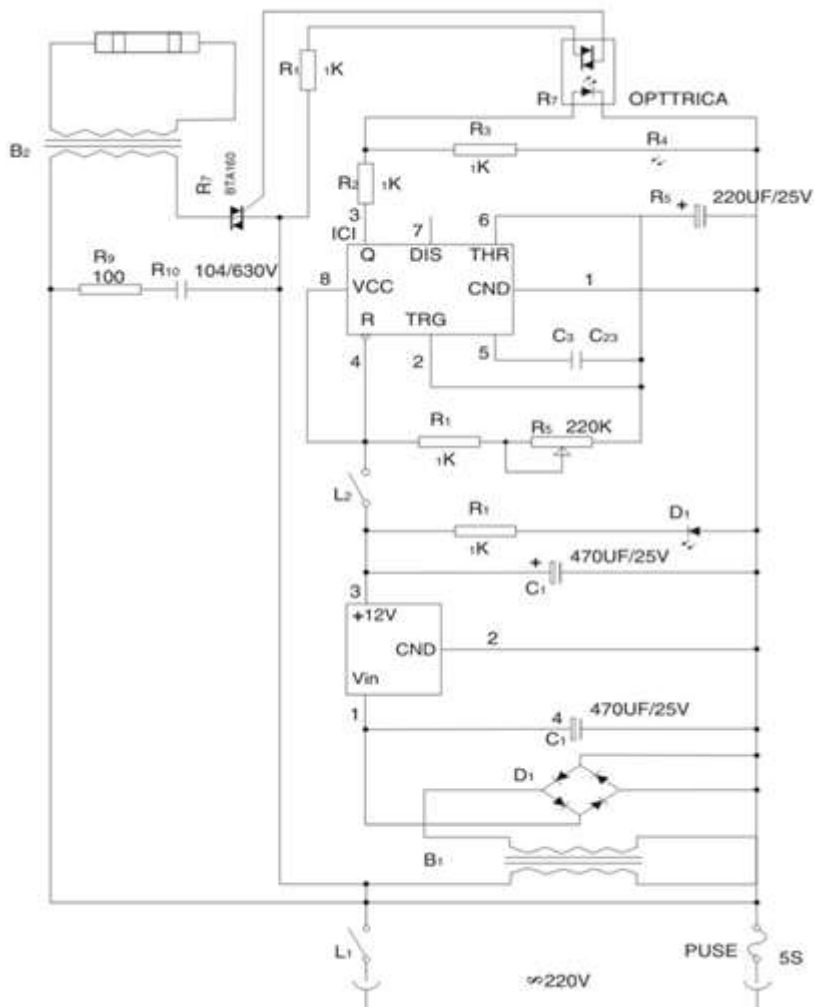 R1 1K
R7 OPTTRICA
B2
R7
BTA160
R3
1K
R4
R2 1K
R5 + 220UF/25V
3
7
6
ICI
Q DIS THR
8 VCC CND 1
R TRG
4 2 5
C3 C23
R9
100
R10 104/630V
R1
1K
R5 220K
L2
R1
1K
D1
+ 470UF/25V
C1
3
+12V
CND 2
Vin
1
4 470UF/25V
C1
D1
B1
L1
∞220V
PUSE 5S